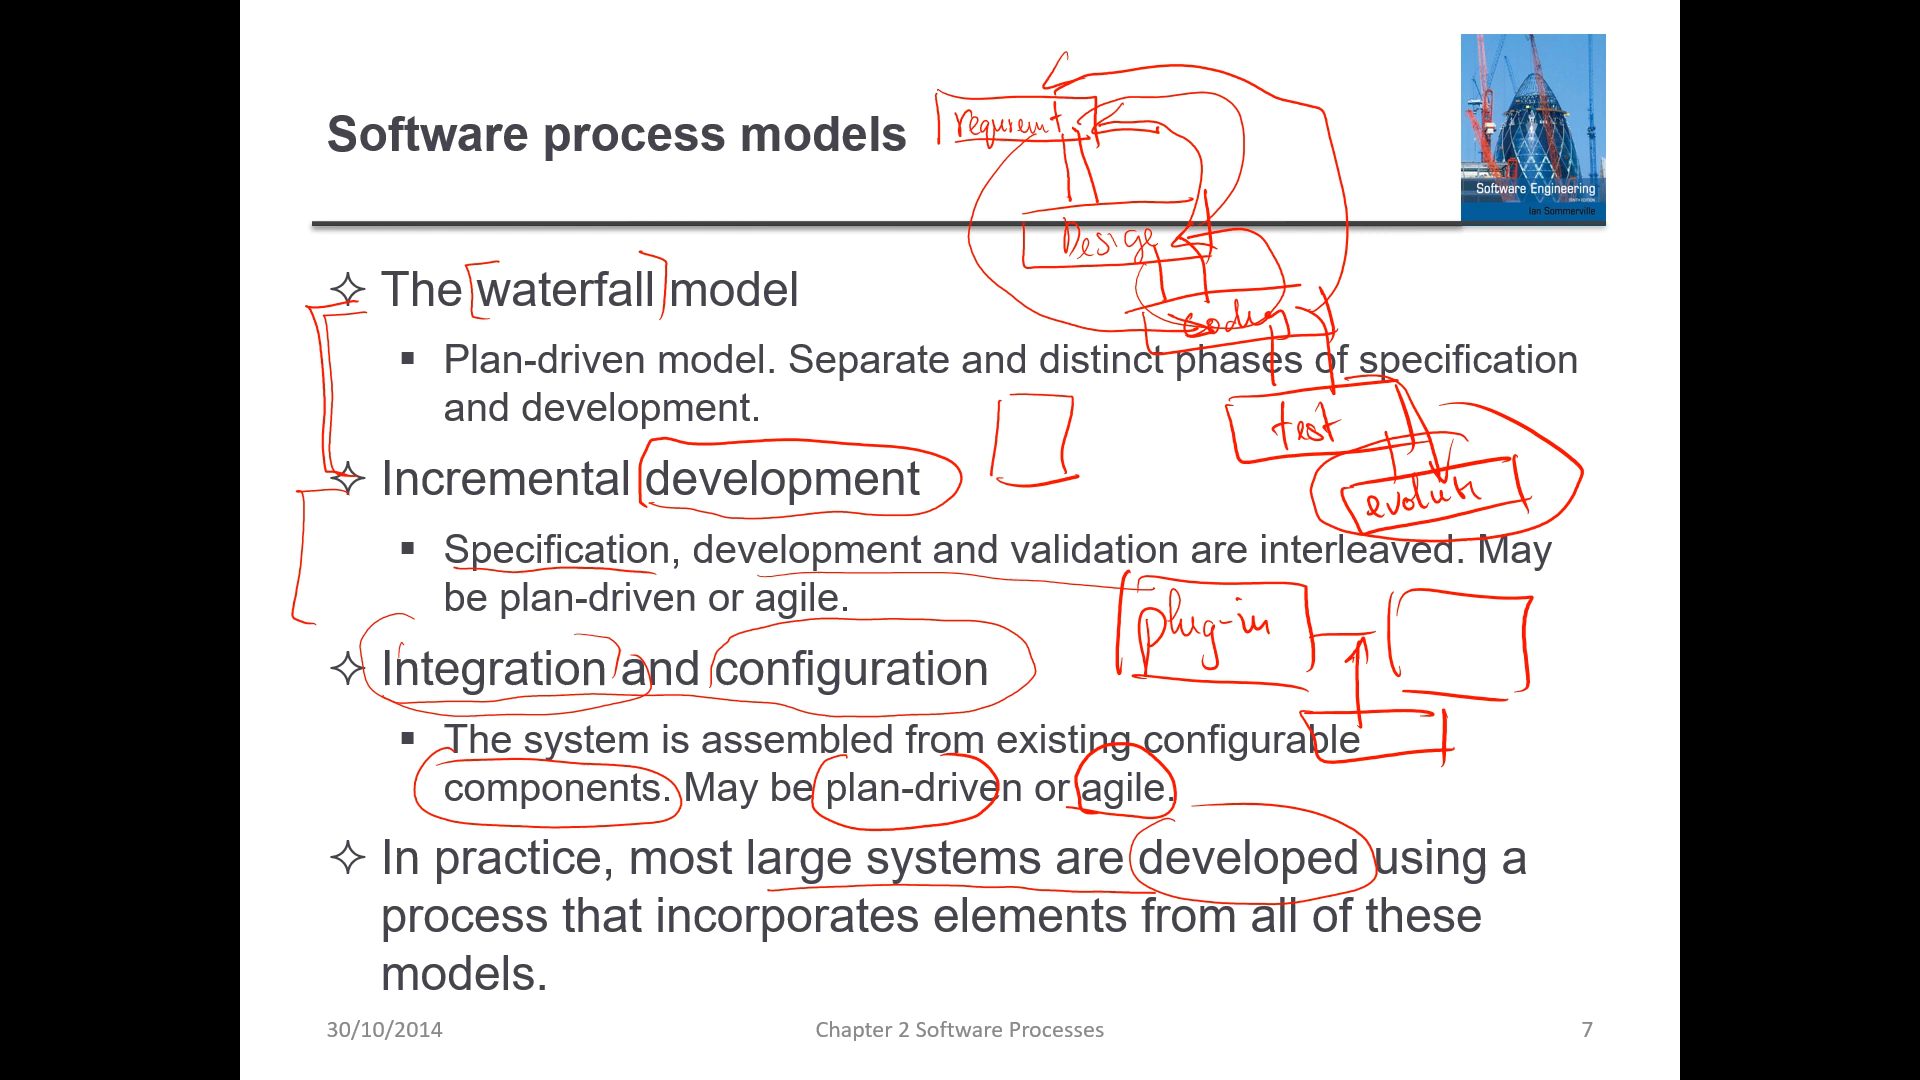 Software process models
requremt
Software Engineering
Ian Sommerville
Desige
✧ The waterfall model
coding
▪ Plan-driven model. Separate and distinct phases of specification
and development.
test
✧ Incremental development
evolute
▪ Specification, development and validation are interleaved. May
be plan-driven or agile.
plug-in
✧ Integration and configuration
▪ The system is assembled from existing configurable
components. May be plan-driven or agile.
✧ In practice, most large systems are developed using a
process that incorporates elements from all of these
models.
30/10/2014 Chapter 2 Software Processes 7